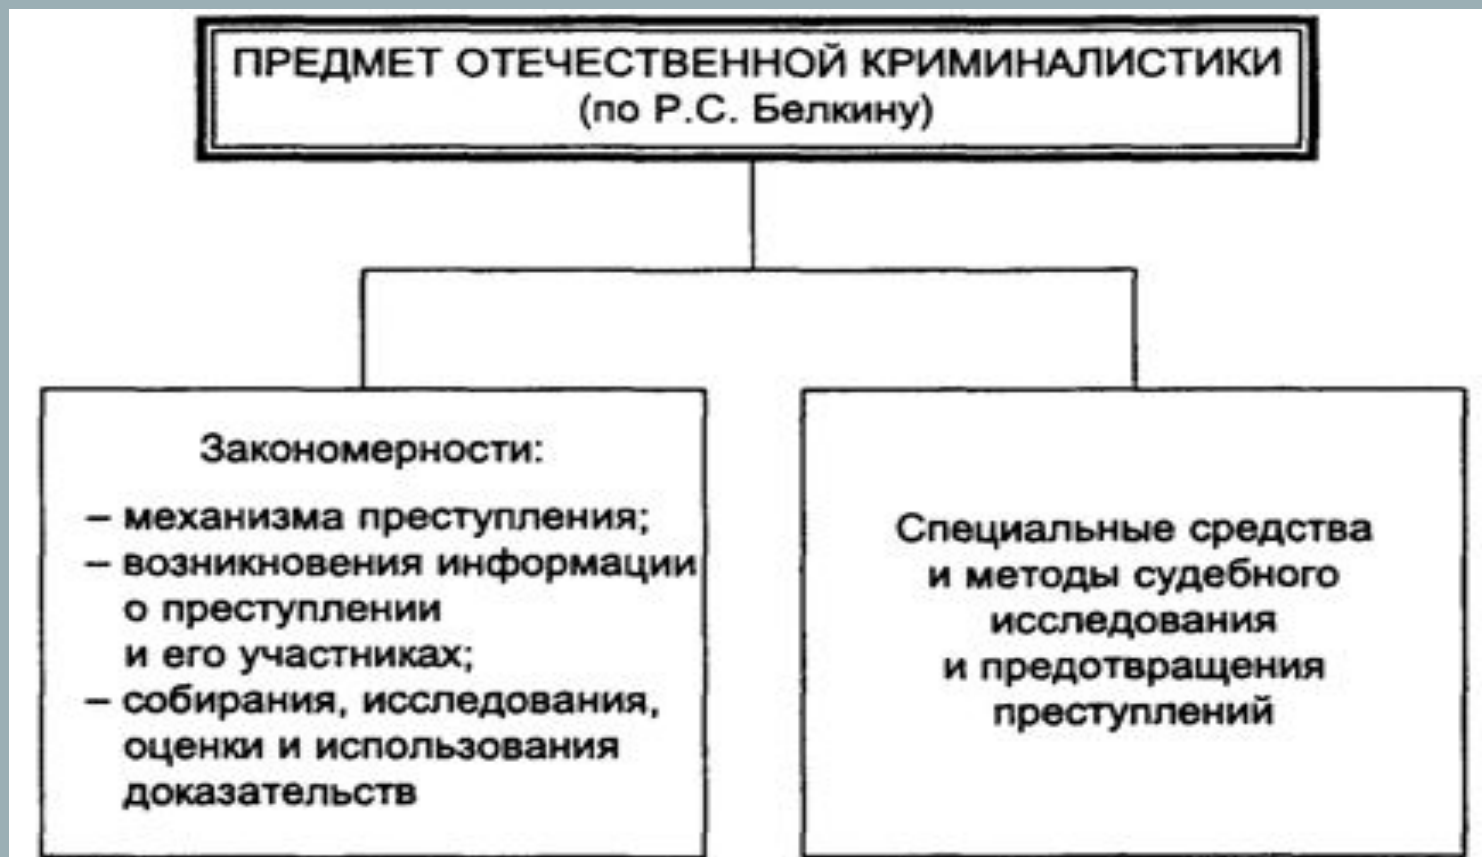 ПРЕДМЕТ ОТЕЧЕСТВЕННОЙ КРИМИНАЛИСТИКИ
(по Р.С. Белкину)
Закономерности:
– механизма преступления;
– возникновения информации
о преступлении
и его участниках;
– собирания, исследования,
оценки и использования
доказательств
Специальные средства
и методы судебного
исследования
и предотвращения
преступлений